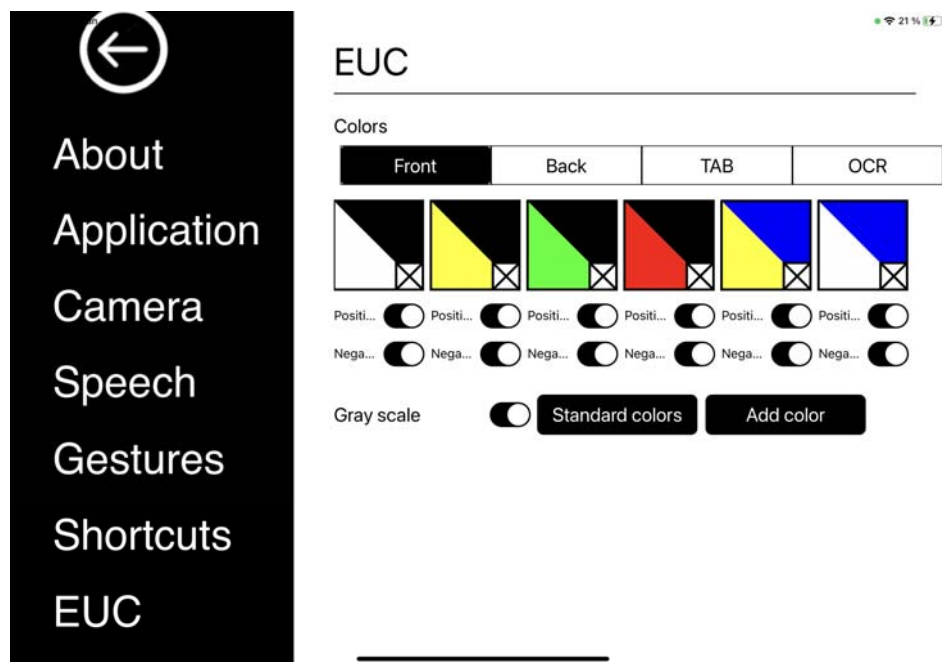 21 %
About
Application
Camera
Speech
Gestures
Shortcuts
EUC
EUC
Colors
Front Back TAB OCR
Positi... Positi... Positi... Positi... Positi... Positi...
Nega... Nega... Nega... Nega... Nega... Nega...
Gray scale Standard colors Add color